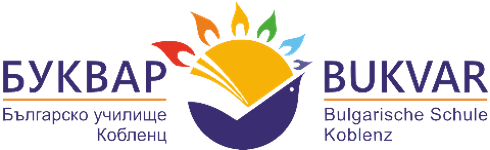 БУКВАР
Българско училище
Кобленц
BUKVAR
Bulgarische Schule
Koblenz